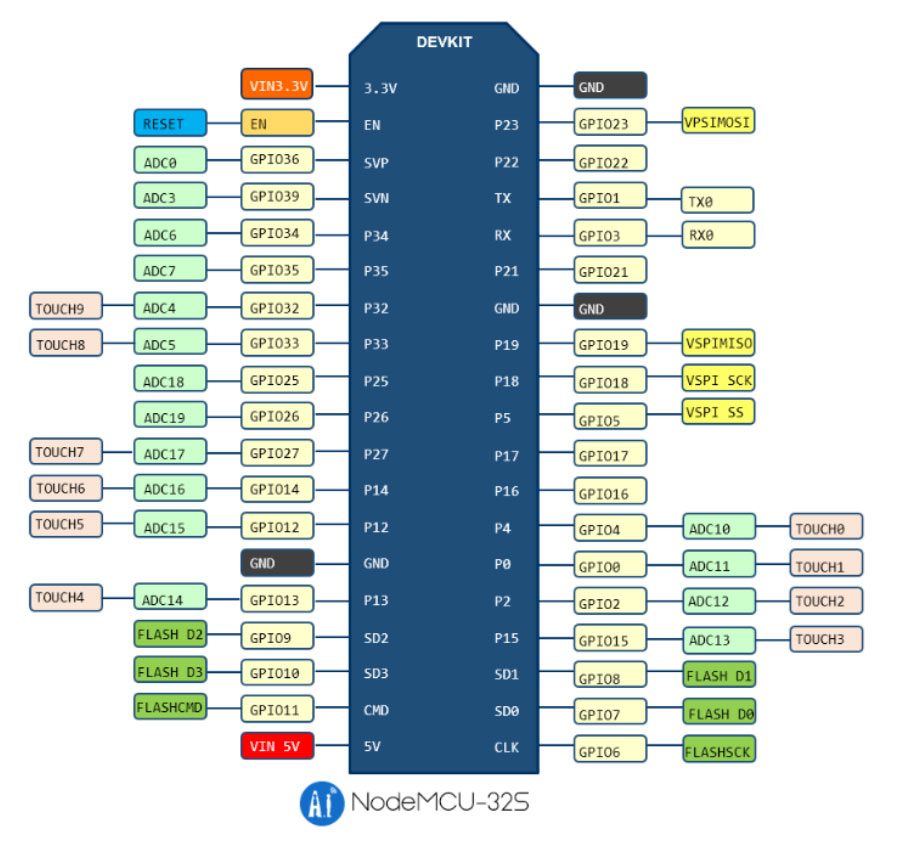 DEVKIT
VIN3.3V 3.3V GND GND
RESET EN EN P23 GPIO23 VPSIMOSI
ADC0 GPIO36 SVP P22 GPIO22
ADC3 GPIO39 SVN TX GPIO1 TX0
ADC6 GPIO34 P34 RX GPIO3 RX0
ADC7 GPIO35 P35 P21 GPIO21
TOUCH9 ADC4 GPIO32 P32 GND GND
TOUCH8 ADC5 GPIO33 P33 P19 GPIO19 VSPIMISO
ADC18 GPIO25 P25 P18 GPIO18 VSPI SCK
ADC19 GPIO26 P26 P5 GPIO5 VSPI SS
TOUCH7 ADC17 GPIO27 P27 P17 GPIO17
TOUCH6 ADC16 GPIO14 P14 P16 GPIO16
TOUCH5 ADC15 GPIO12 P12 P4 GPIO4 ADC10 TOUCH0
GND GND P0 GPIO0 ADC11 TOUCH1
TOUCH4 ADC14 GPIO13 P13 P2 GPIO2 ADC12 TOUCH2
FLASH D2 GPIO9 SD2 P15 GPIO15 ADC13 TOUCH3
FLASH D3 GPIO10 SD3 SD1 GPIO8 FLASH D1
FLASHCMD GPIO11 CMD SD0 GPIO7 FLASH D0
VIN 5V 5V CLK GPIO6 FLASHSCK
A.i NodeMCU-32S